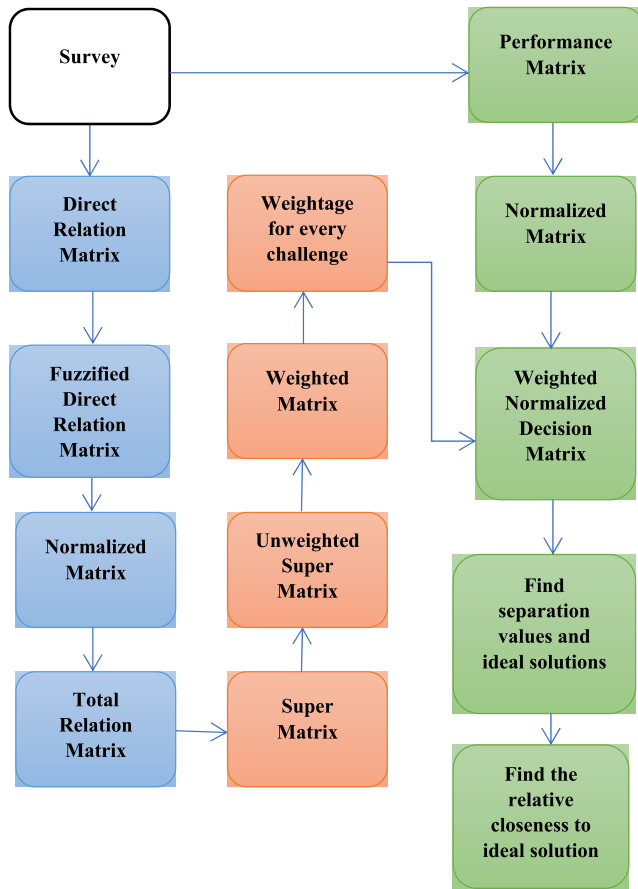 Survey
Direct
Relation
Matrix
Fuzzified
Direct
Relation
Matrix
Normalized
Matrix
Total
Relation
Matrix
Super
Matrix
Unweighted
Super
Matrix
Weighted
Matrix
Weightage
for every
challenge
Performance
Matrix
Normalized
Matrix
Weighted
Normalized
Decision
Matrix
Find
separation
values and
ideal solutions
Find the
relative
closeness to
ideal solution